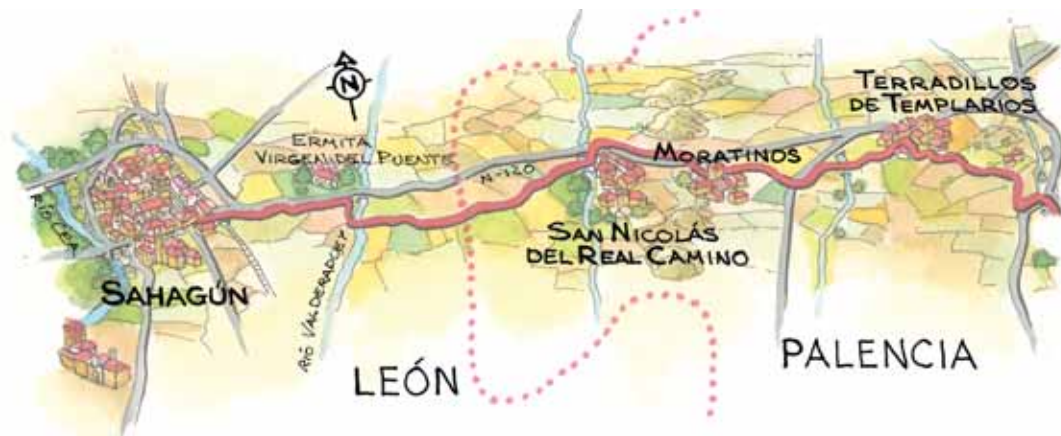 N
ERMITA
VIRGEN DEL PUENTE
N-120
MORATINOS
TERRADILLOS
DE TEMPLARIOS
RÍO CEA
SAHAGÚN
RÍO VALDERADUEY
SAN NICOLÁS
DEL REAL CAMINO
LEÓN
PALENCIA